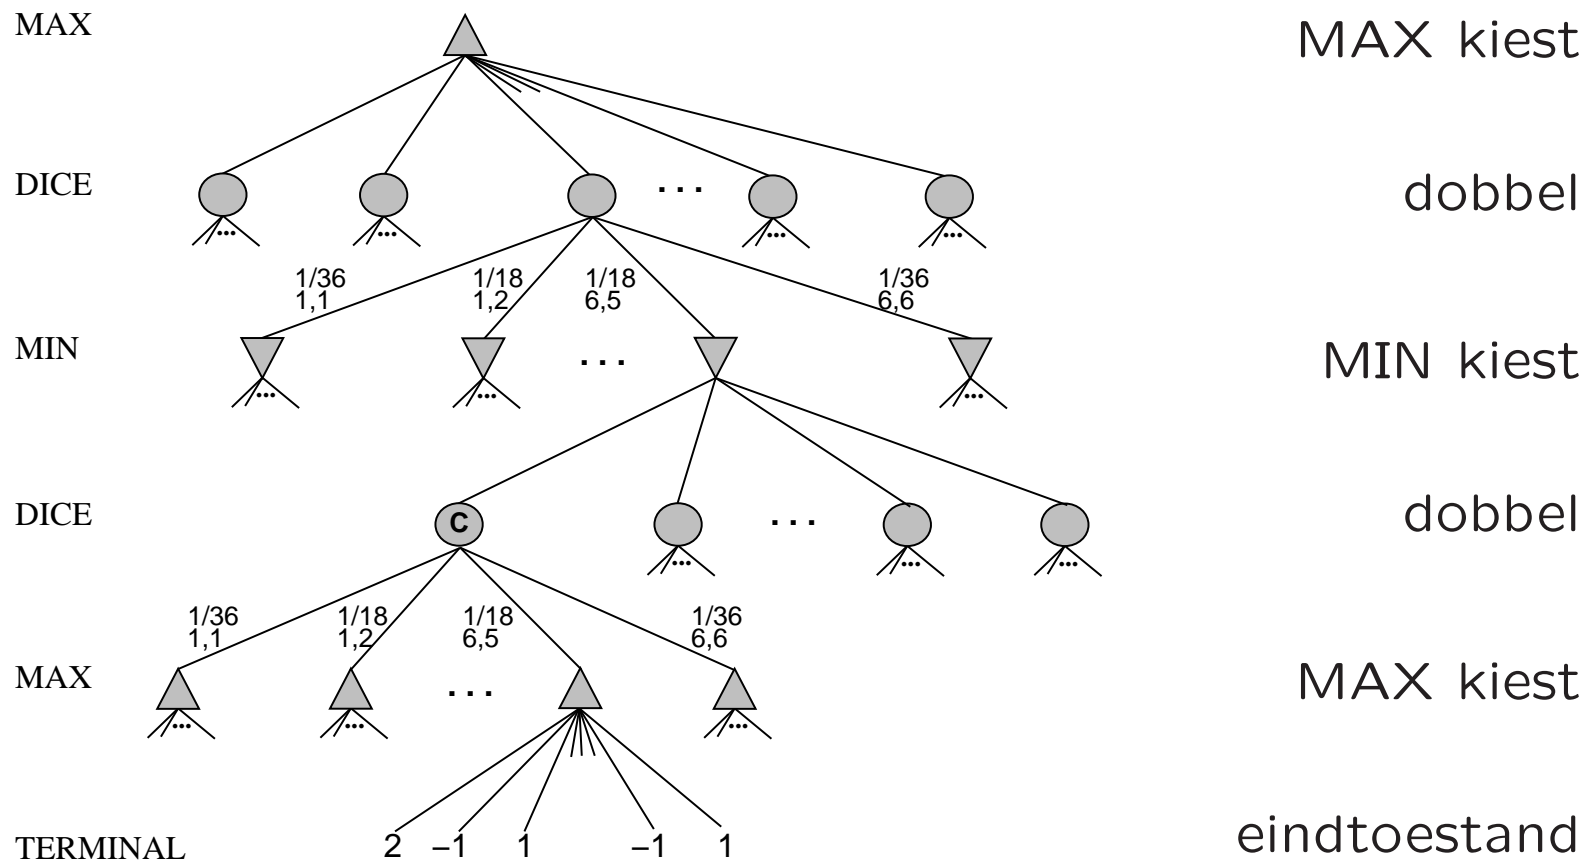 MAX MAX kiest
DICE ... dobbel
... ... ... ... ...
1/36 1/18 1/18 1/36
1,1 1,2 6,5 6,6
MIN ... MIN kiest
... ... ... ...
DICE C ... dobbel
... ... ...
1/36 1/18 1/18 1/36
1,1 1,2 6,5 6,6
MAX ... MAX kiest
... ... ...
TERMINAL 2 –1 1 –1 1 eindtoestand